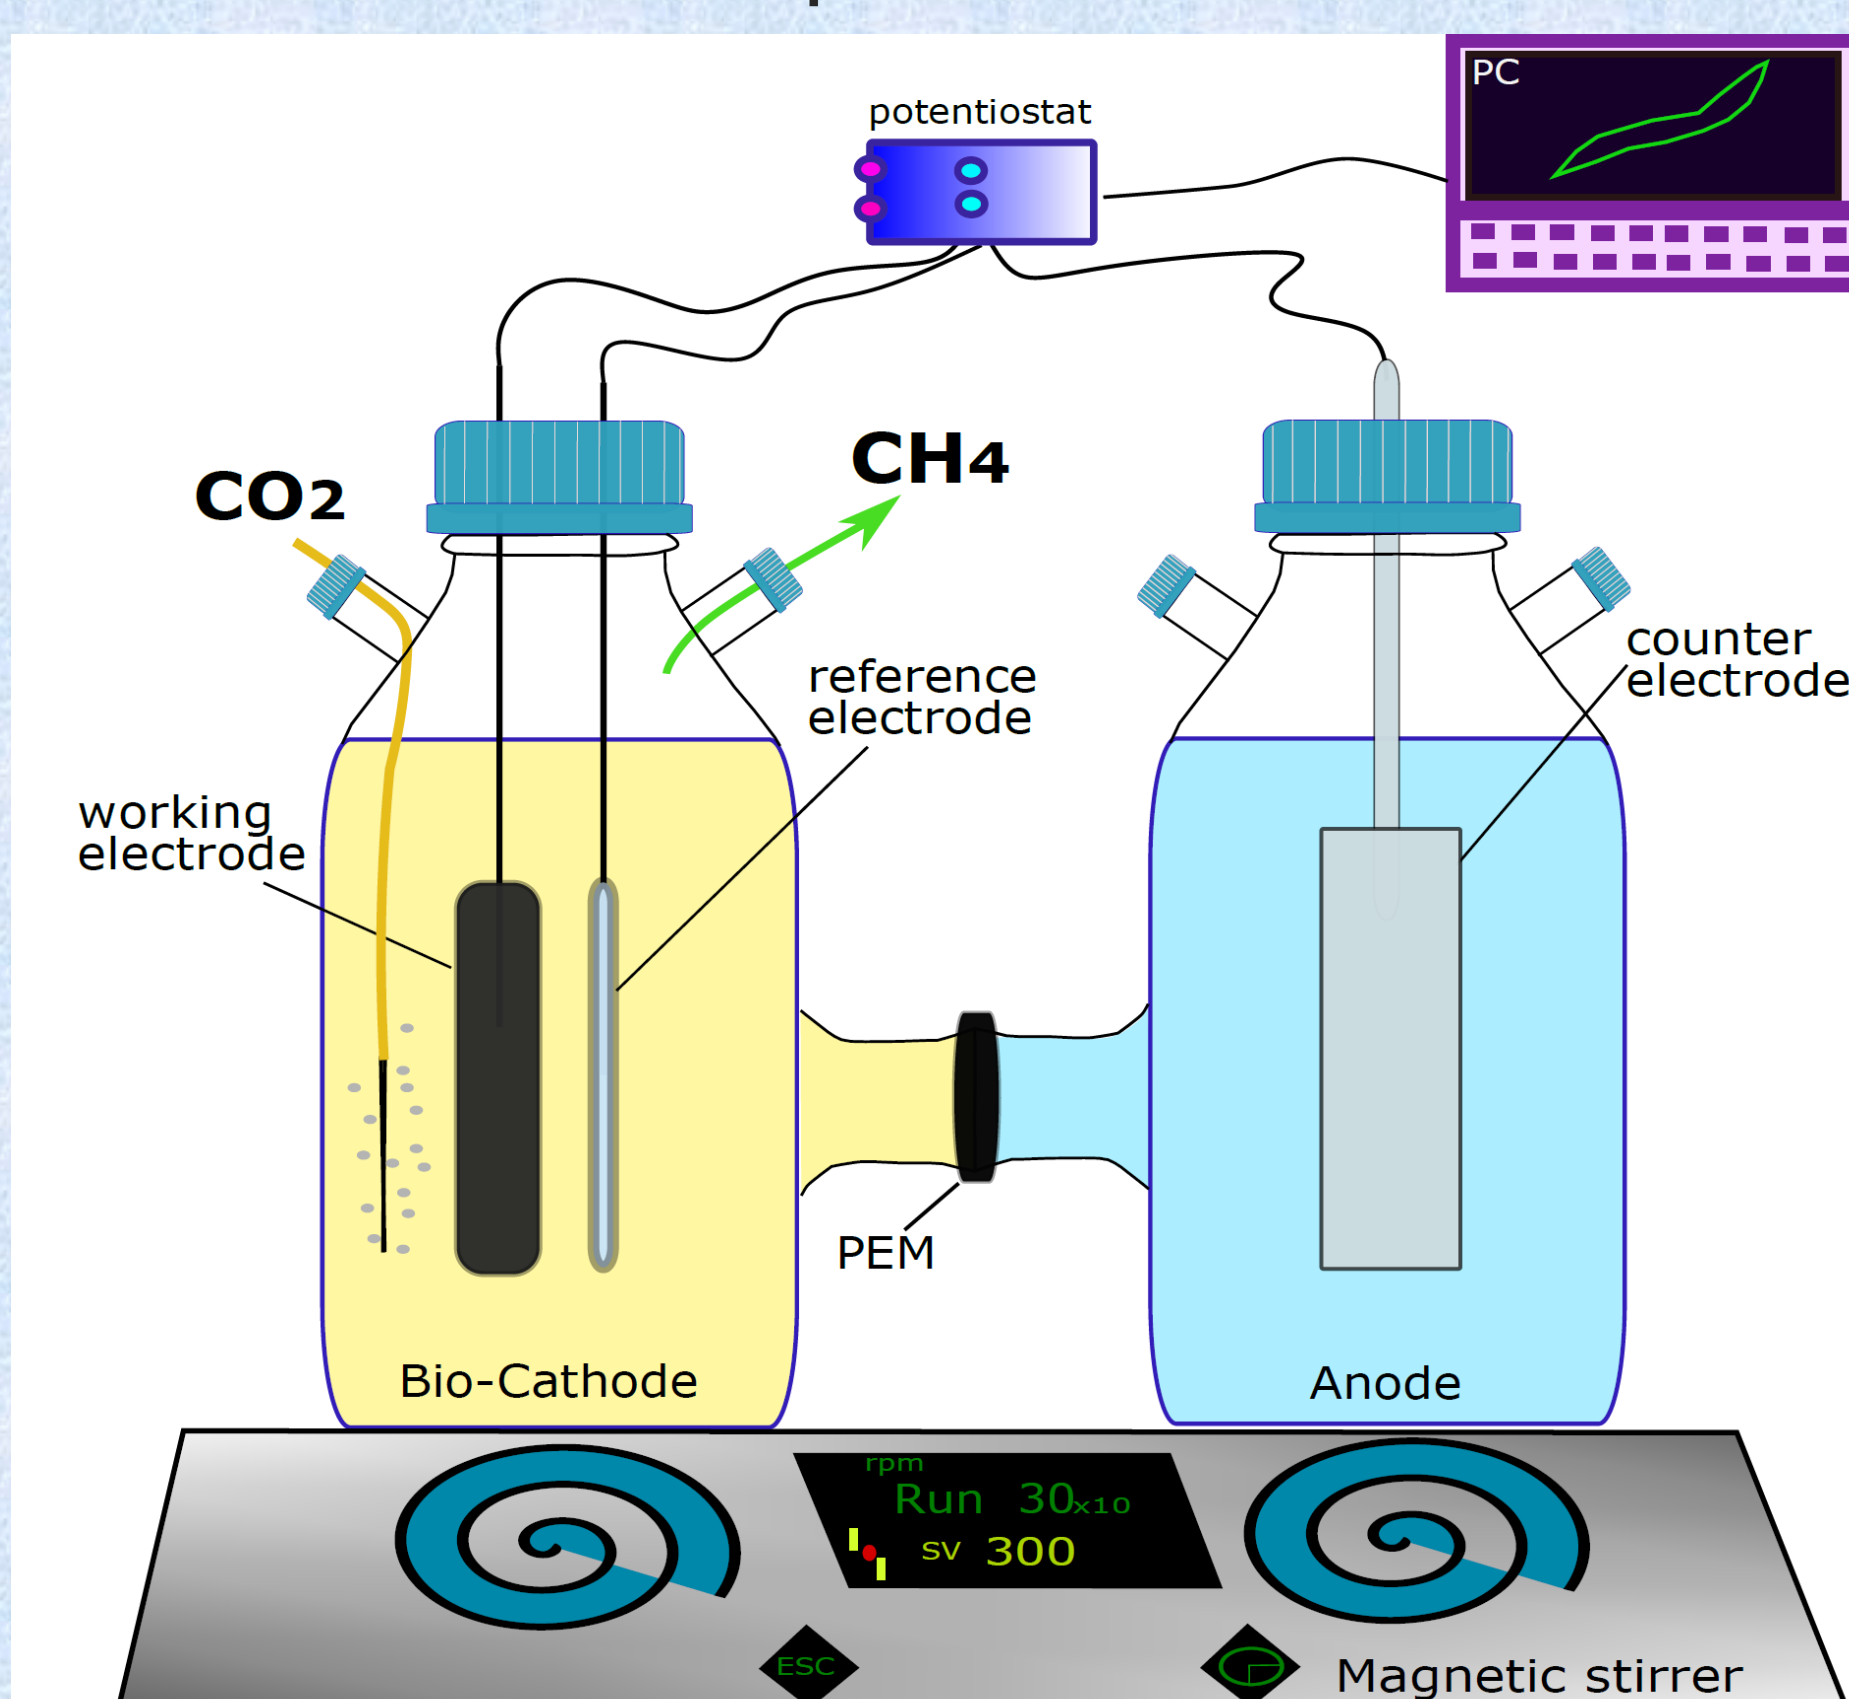 PC
potentiostat
CH4
CO2
counter
electrode
reference
electrode
working
electrode
PEM
Bio-Cathode
Anode
rpm
Run 30x10
SV 300
ESC
Magnetic stirrer